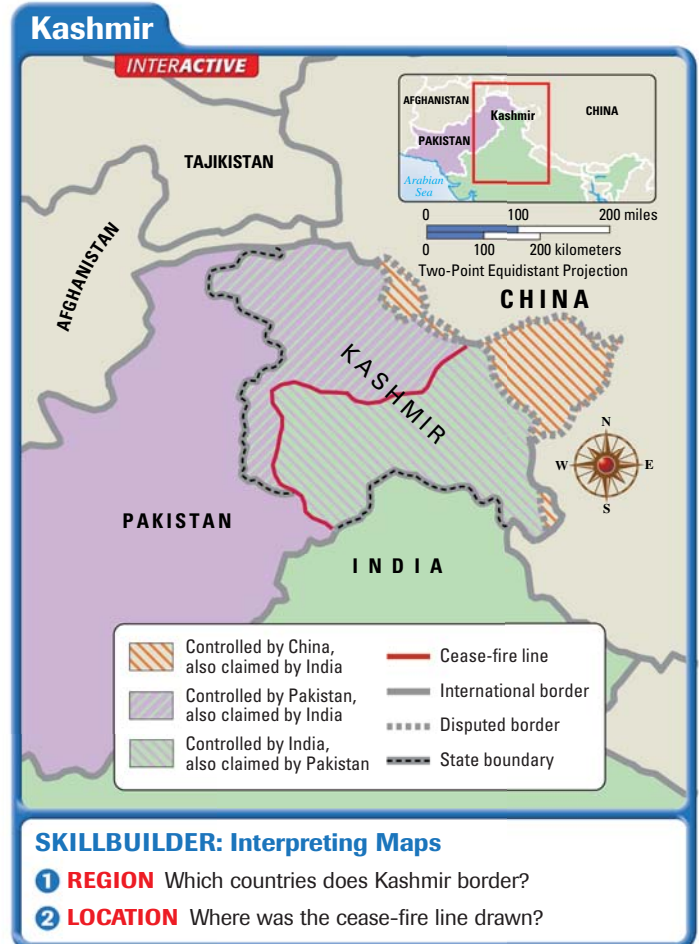 Kashmir
INTERACTIVE
AFGHANISTAN
Kashmir
CHINA
PAKISTAN
Arabian
Sea
TAJIKISTAN
0 100 200 miles
0 100 200 kilometers
Two-Point Equidistant Projection
AFGHANISTAN
CHINA
KASHMIR
N
W E
S
PAKISTAN
INDIA
Controlled by China,
also claimed by India
Controlled by Pakistan,
also claimed by India
Controlled by India,
also claimed by Pakistan
Cease-fire line
International border
Disputed border
State boundary
SKILLBUILDER: Interpreting Maps
1 REGION Which countries does Kashmir border?
2 LOCATION Where was the cease-fire line drawn?